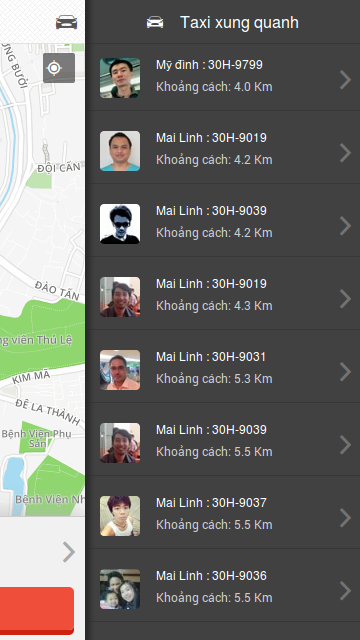 Taxi xung quanh
Mỹ đình : 30H-9799
Khoảng cách: 4.0 Km
Mai Linh : 30H-9019
Khoảng cách: 4.2 Km
Mai Linh : 30H-9039
Khoảng cách: 4.2 Km
Mai Linh : 30H-9019
Khoảng cách: 4.3 Km
Mai Linh : 30H-9031
Khoảng cách: 5.3 Km
Mai Linh : 30H-9039
Khoảng cách: 5.5 Km
Mai Linh : 30H-9037
Khoảng cách: 5.5 Km
Mai Linh : 30H-9036
Khoảng cách: 5.5 Km
BƯỞI
ĐỘI CẤN
ĐÀO TẤN
viên Thủ Lệ
KIM MÃ
ĐÊ LA THÀNH
Bệnh Viện Phụ
Sản
Bệnh Viện Nh